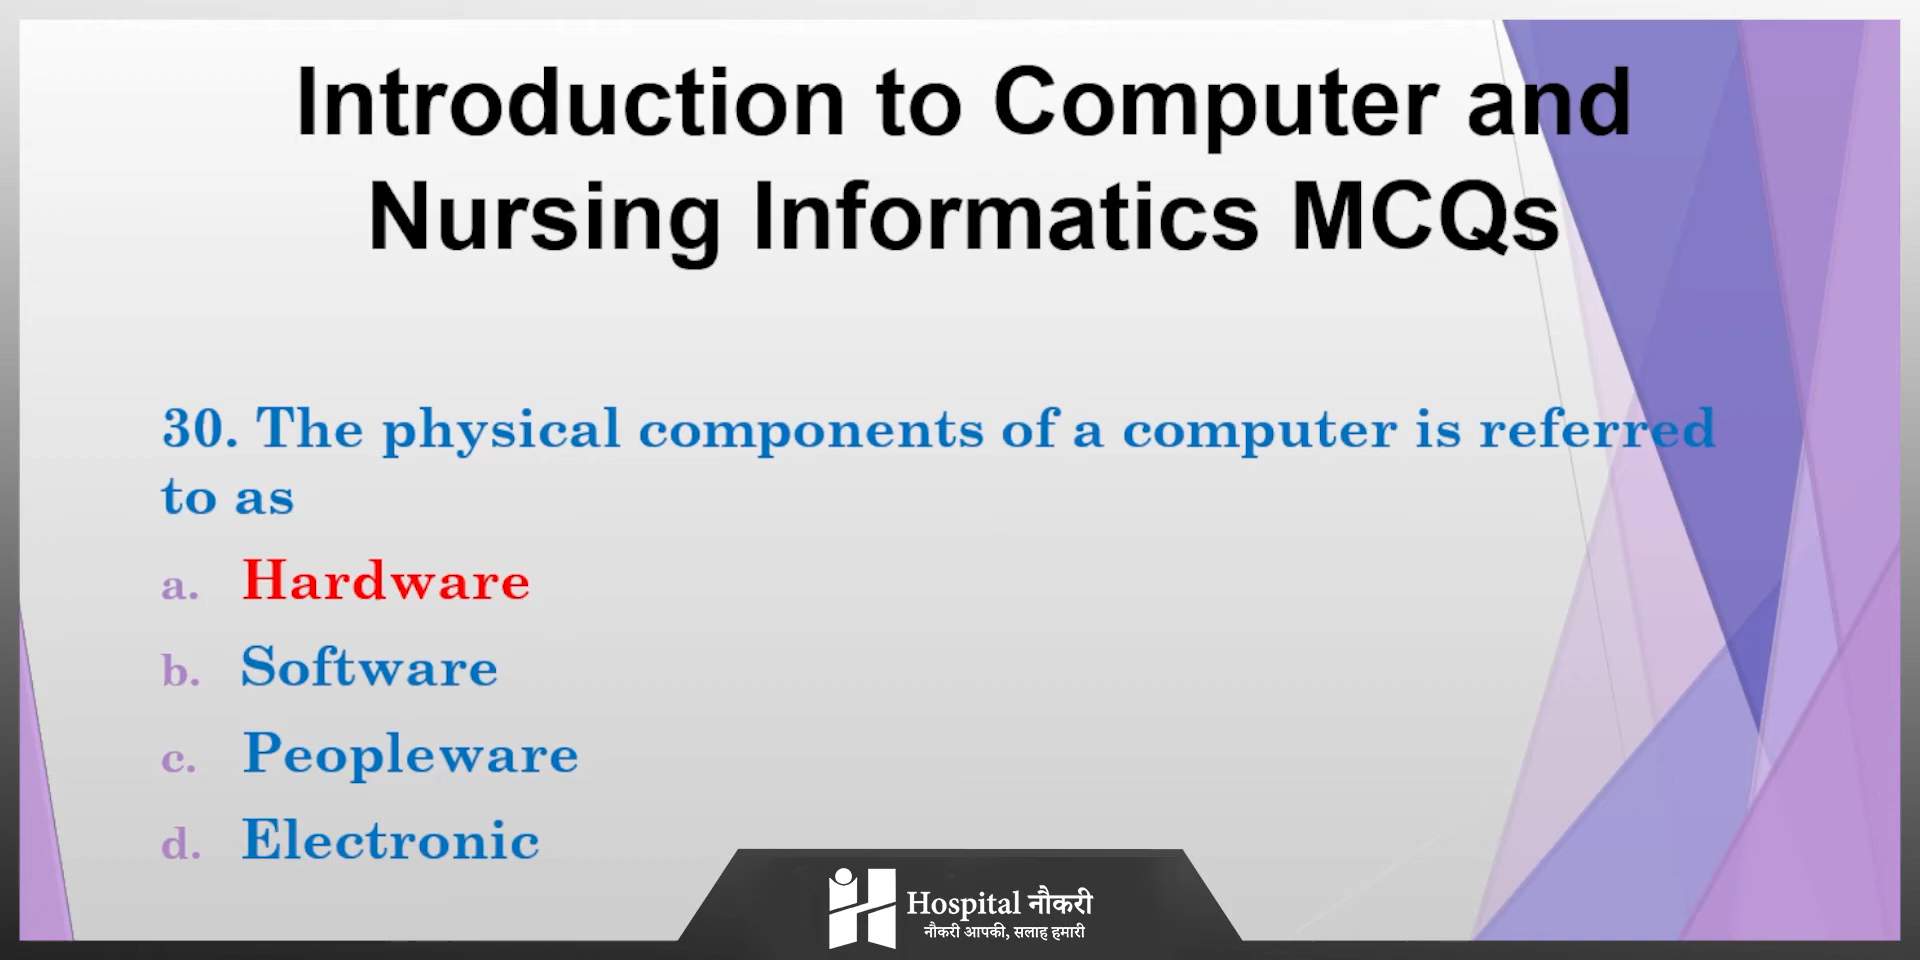 Introduction to Computer and
Nursing Informatics MCQs
30. The physical components of a computer is referred
to as
a. Hardware
b. Software
c. Peopleware
d. Electronic
Hospital नौकरी
नौकरी आपकी, सलाह हमारी